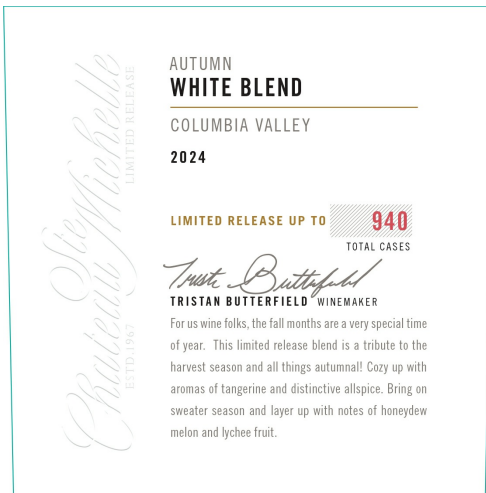 Chateau Ste Michelle
LIMITED RELEASE
ESTD.1967
AUTUMN
WHITE BLEND
COLUMBIA VALLEY
2024
LIMITED RELEASE UP TO 940
TOTAL CASES
Tristan Butterfield
TRISTAN BUTTERFIELD WINEMAKER
For us wine folks, the fall months are a very special time
of year. This limited release blend is a tribute to the
harvest season and all things autumnal! Cozy up with
aromas of tangerine and distinctive allspice. Bring on
sweater season and layer up with notes of honeydew
melon and lychee fruit.